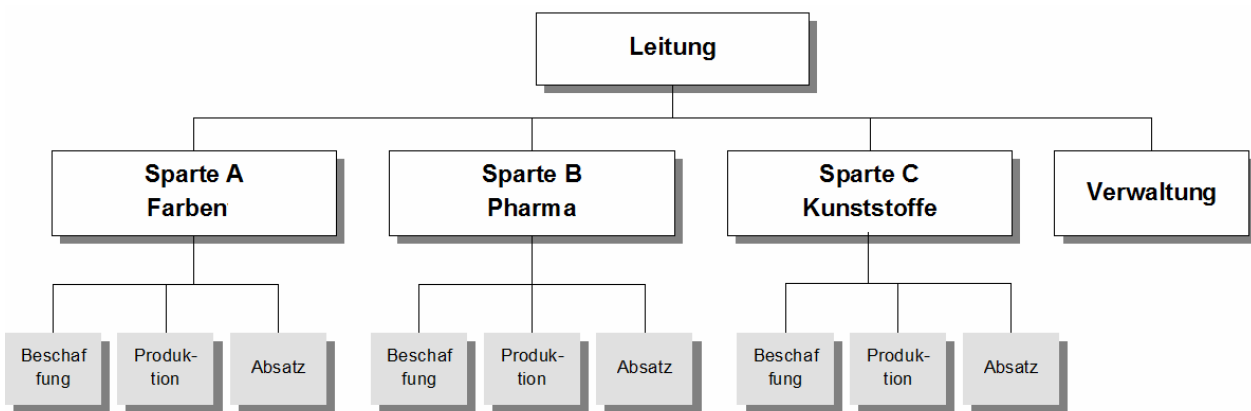 Leitung
Sparte A
Farben
Sparte B
Pharma
Sparte C
Kunststoffe
Verwaltung
Beschaf
fung
Produk-
tion
Absatz
Beschaf
fung
Produk-
tion
Absatz
Beschaf
fung
Produk-
tion
Absatz